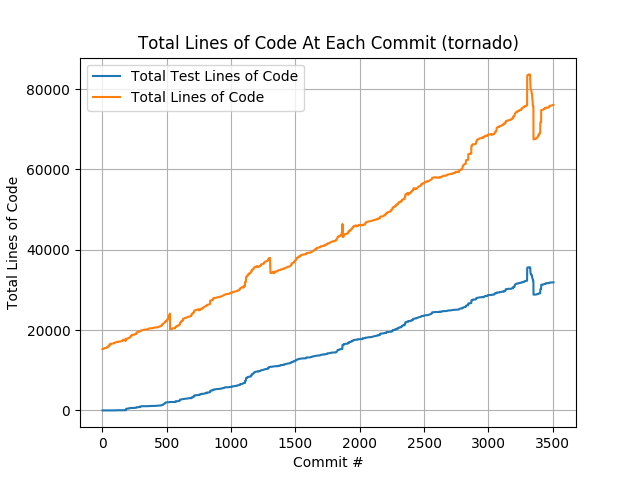 Total Lines of Code At Each Commit (tornado)
Total Test Lines of Code
Total Lines of Code
Total Lines of Code
80000
60000
40000
20000
0
0 500 1000 1500 2000 2500 3000 3500
Commit #